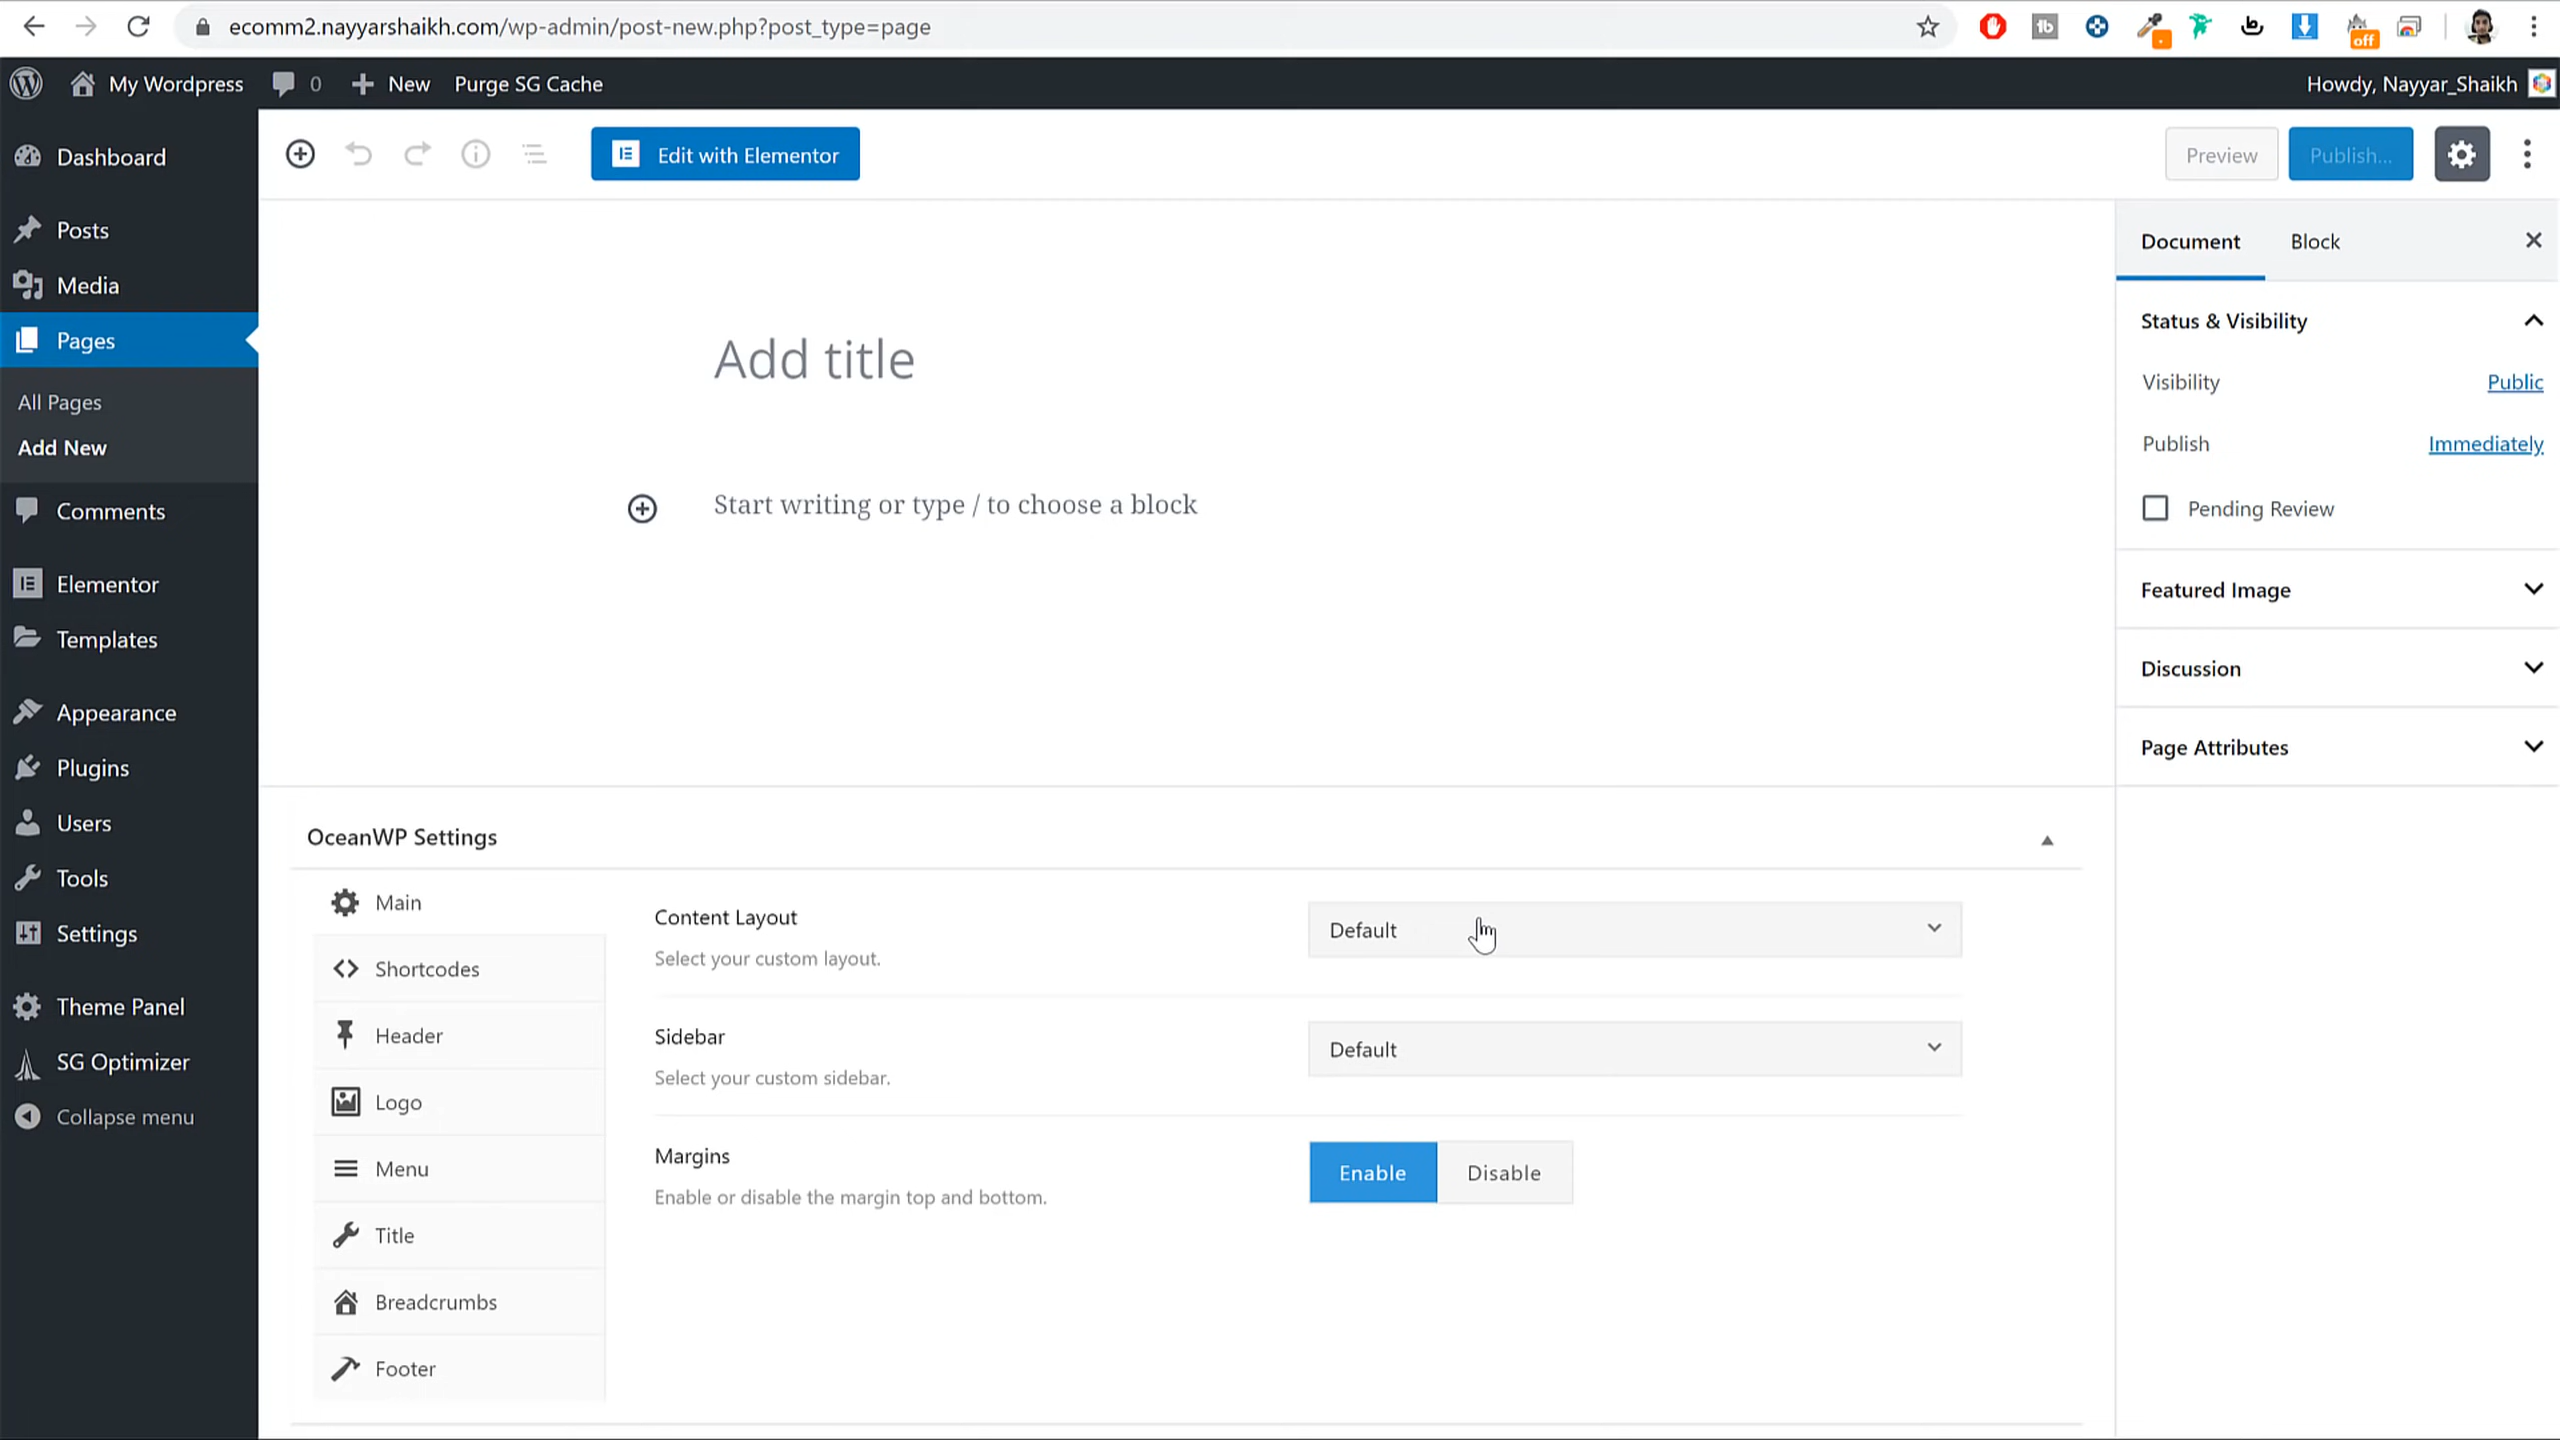 ecomm2.nayyarshaikh.com/wp-admin/post-new.php?post_type=page
off
My Wordpress
0
New
Purge SG Cache
Howdy, Nayyar_Shaikh
Dashboard
Posts
Media
Pages
All Pages
Add New
Comments
Elementor
Templates
Appearance
Plugins
Users
Tools
Settings
Theme Panel
SG Optimizer
Collapse menu
Edit with Elementor
Preview
Publish...
Add title
Start writing or type / to choose a block
Document
Block
Status & Visibility
Visibility
Public
Publish
Immediately
Pending Review
Featured Image
Discussion
Page Attributes
OceanWP Settings
Main
Shortcodes
Header
Logo
Menu
Title
Breadcrumbs
Footer
Content Layout
Select your custom layout.
Default
Sidebar
Select your custom sidebar.
Default
Margins
Enable or disable the margin top and bottom.
Enable
Disable